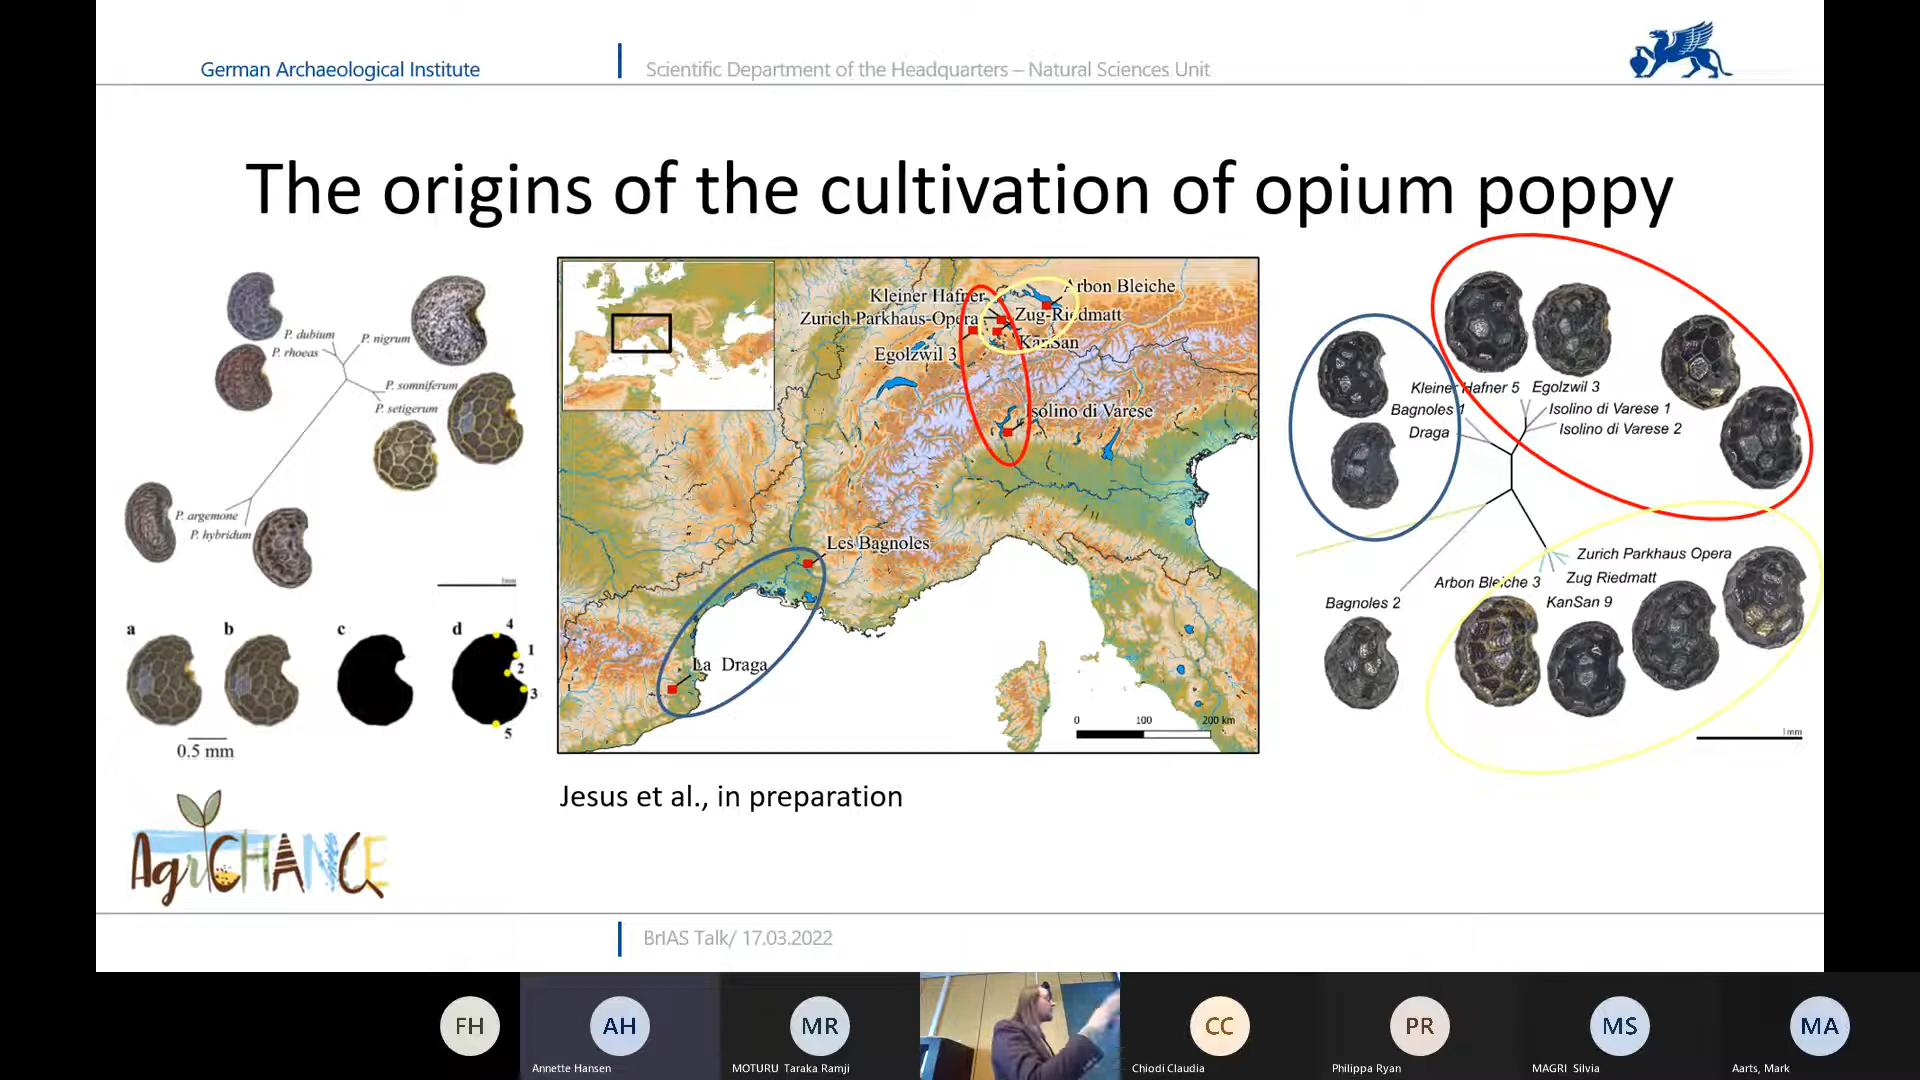 German Archaeological Institute
Scientific Department of the Headquarters – Natural Sciences Unit
The origins of the cultivation of opium poppy
P. dubium
P. rhoeas
P. nigrum
P. somniferum
P. setigerum
P. argemone
P. hybridum
1mm
a
b
c
d
4
1
2
3
5
0.5 mm
Kleiner Hafner
Arbon Bleiche
Zurich Parkhaus-Opera
Zug-Riedmatt
KanSan
Egolzwil 3
Isolino di Varese
Les Bagnoles
La Draga
0 100 200 km
Kleiner Hafner 5
Egolzwil 3
Bagnoles 1
Isolino di Varese 1
Draga
Isolino di Varese 2
Zurich Parkhaus Opera
Arbon Bleiche 3
Zug Riedmatt
Bagnoles 2
KanSan 9
1mm
Jesus et al., in preparation
AgriCHANGE
BrIAS Talk/ 17.03.2022
FH
AH
MR
CC
PR
MS
MA
Annette Hansen
MOTURU Taraka Ramji
Chiodi Claudia
Philippa Ryan
MAGRI Silvia
Aarts, Mark